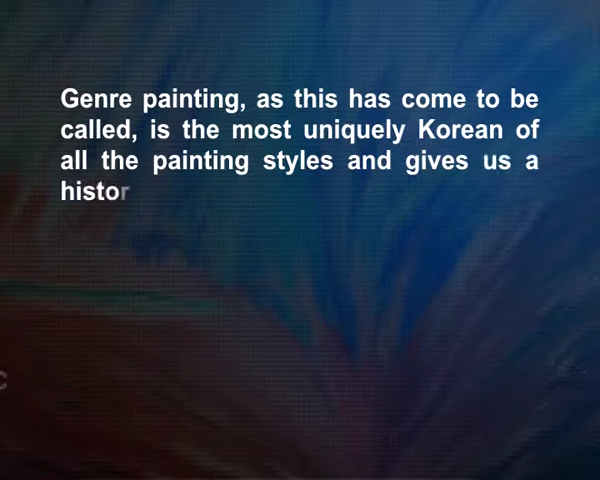 Genre painting, as this has come to be
called, is the most uniquely Korean of
all the painting styles and gives us a
histor